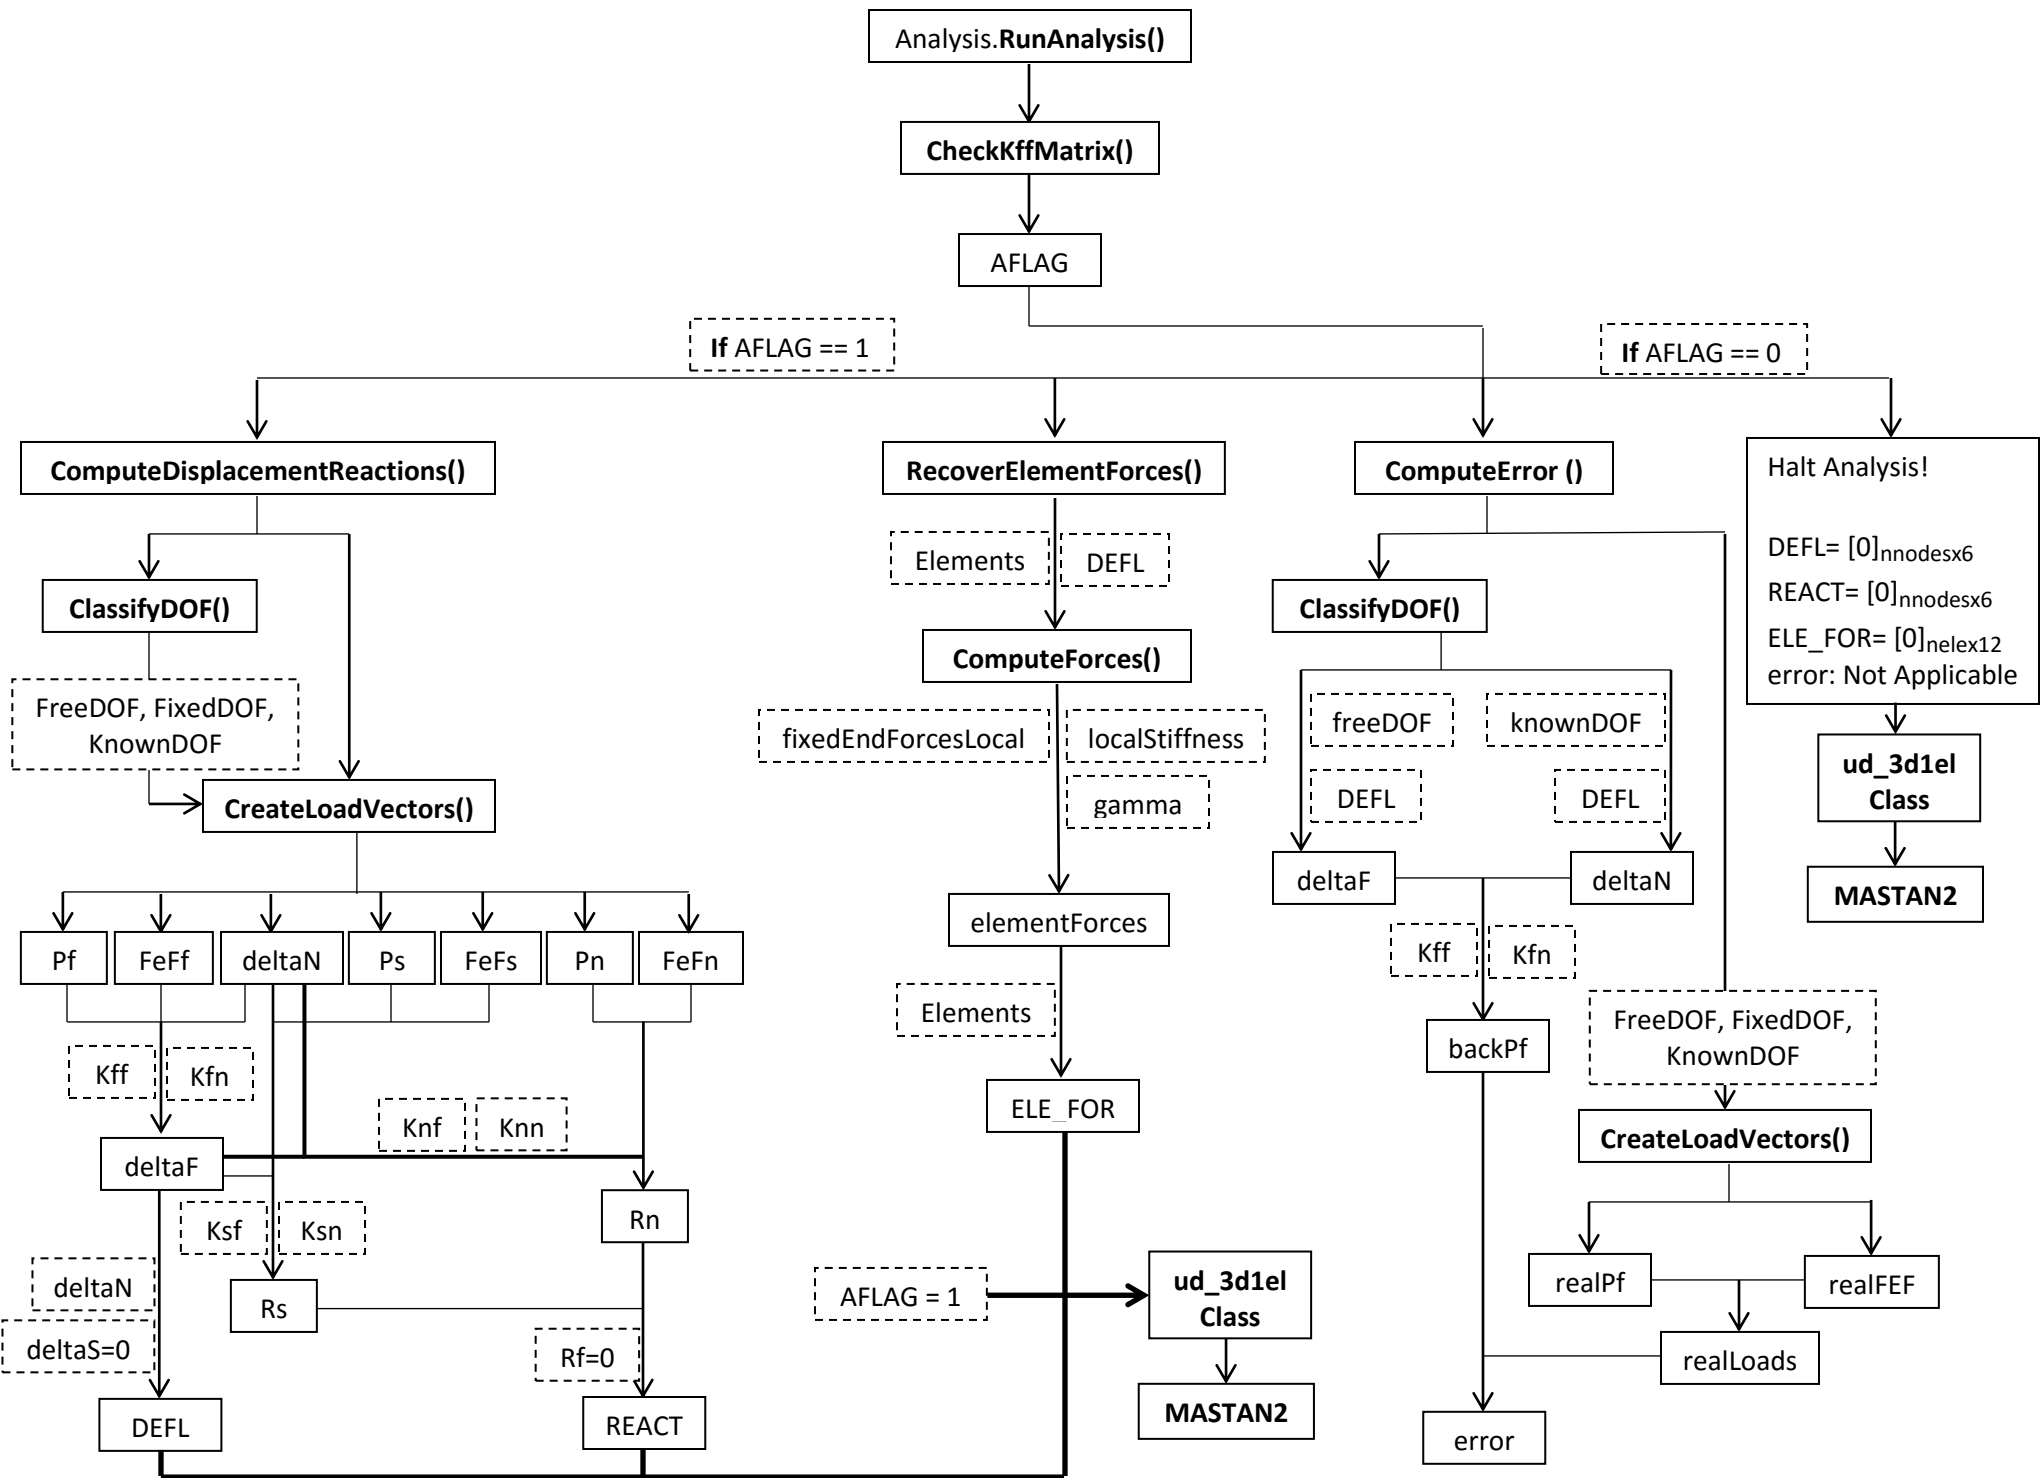 Analysis.RunAnalysis()
CheckKffMatrix()
AFLAG
If AFLAG == 1
If AFLAG == 0
ComputeDisplacementReactions()
ClassifyDOF()
FreeDOF, FixedDOF,
KnownDOF
CreateLoadVectors()
Pf
FeFf
deltaN
Ps
FeFs
Pn
FeFn
Kff
Kfn
Knf
Knn
deltaF
Ksf
Ksn
Rn
deltaN
deltaS=0
Rs
Rf=0
DEFL
REACT
RecoverElementForces()
Elements
DEFL
ComputeForces()
fixedEndForcesLocal
localStiffness
gamma
elementForces
Elements
ELE_FOR
AFLAG = 1
ud_3d1el
Class
MASTAN2
ComputeError ()
ClassifyDOF()
freeDOF
knownDOF
DEFL
DEFL
deltaF
deltaN
Kff
Kfn
backPf
FreeDOF, FixedDOF,
KnownDOF
CreateLoadVectors()
realPf
realFEF
realLoads
error
Halt Analysis!
DEFL= [0]nnodesx6
REACT= [0]nnodesx6
ELE_FOR= [0]nelex12
error: Not Applicable
ud_3d1el
Class
MASTAN2